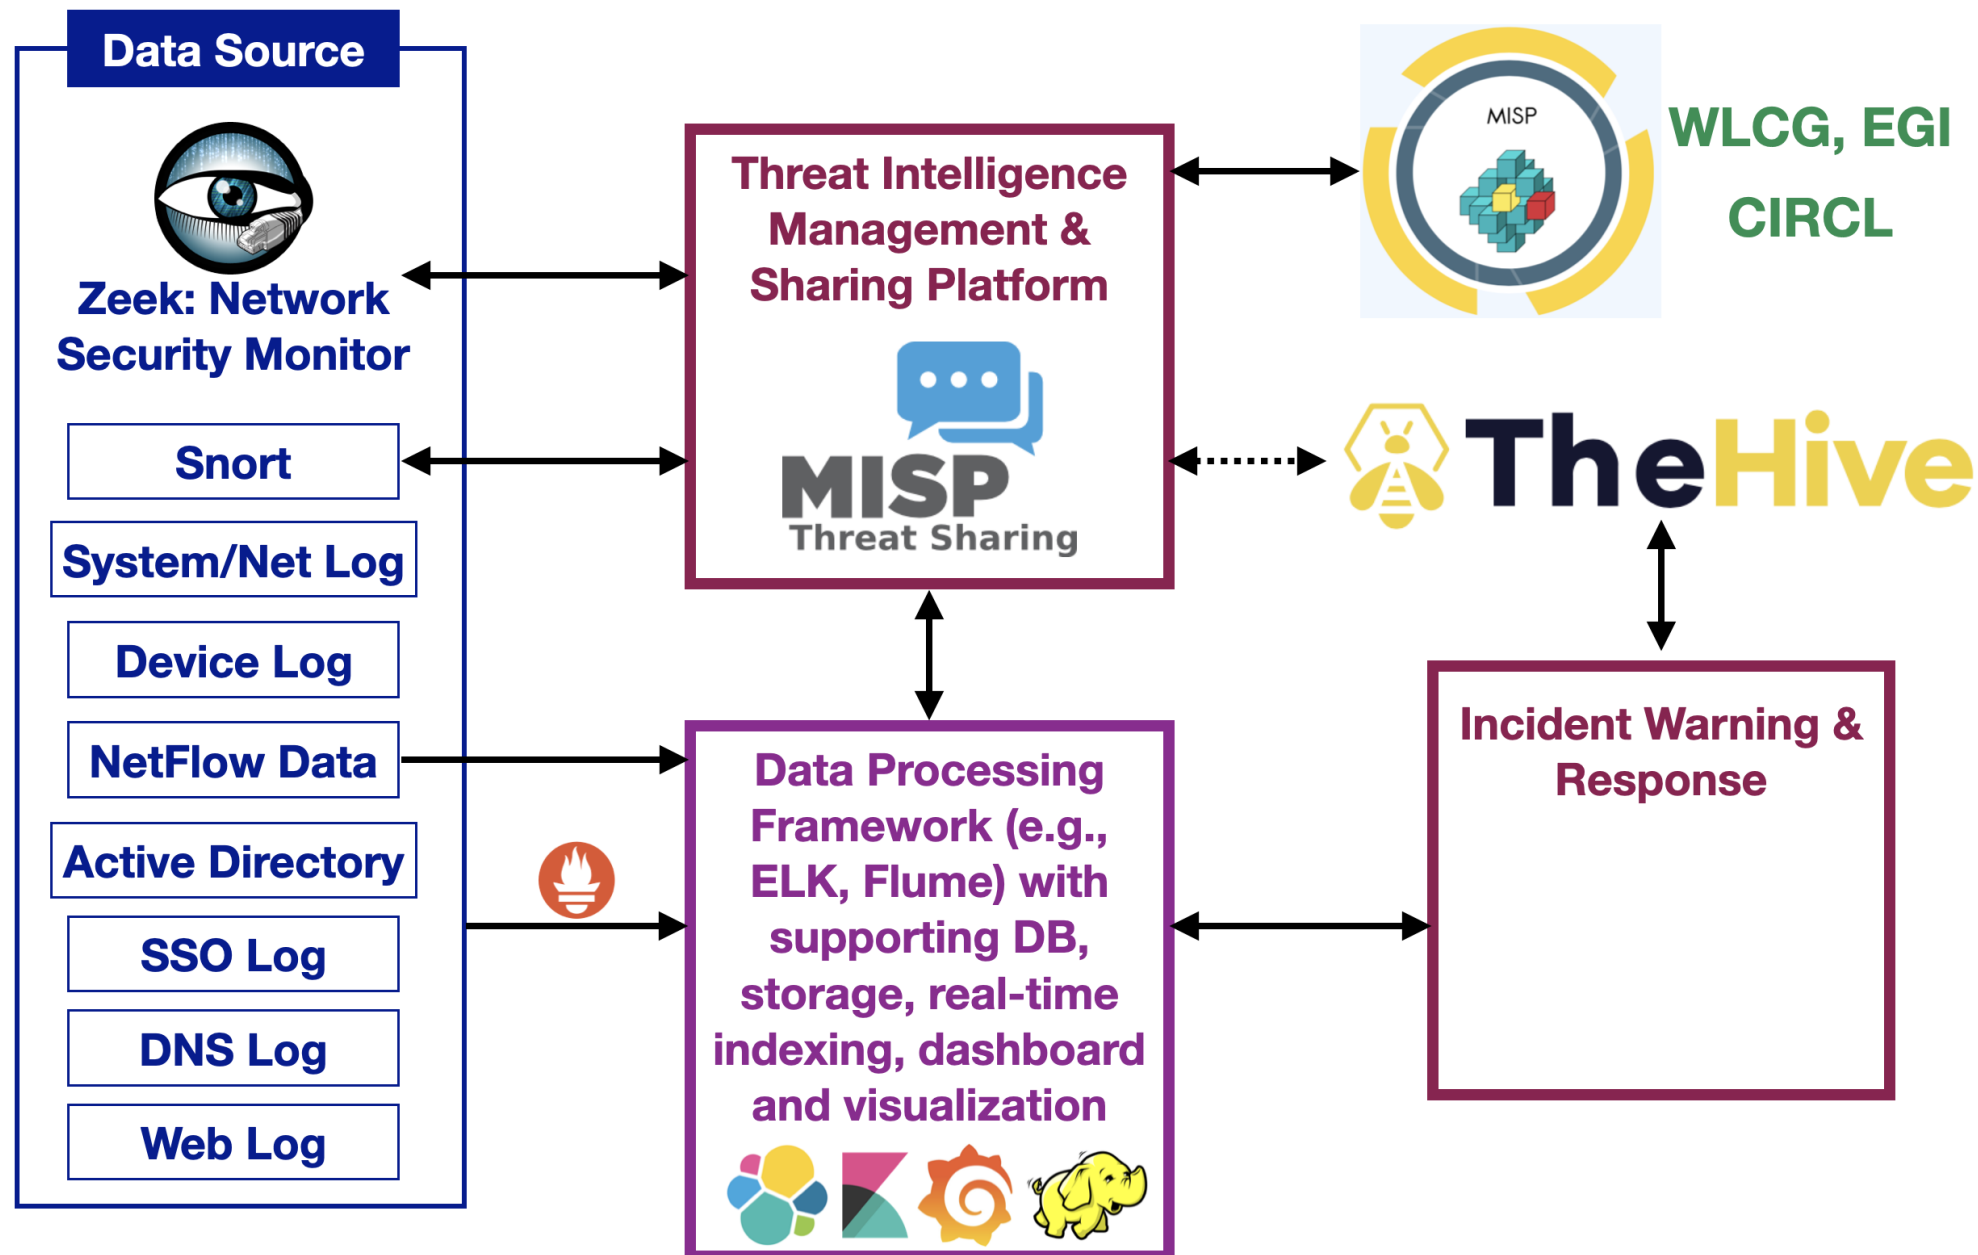 Data Source
Zeek: Network
Security Monitor
Snort
System/Net Log
Device Log
NetFlow Data
Active Directory
SSO Log
DNS Log
Web Log
Threat Intelligence
Management &
Sharing Platform
MISP
Threat Sharing
Data Processing
Framework (e.g.,
ELK, Flume) with
supporting DB,
storage, real-time
indexing, dashboard
and visualization
MISP
WLCG, EGI
CIRCL
TheHive
Incident Warning &
Response